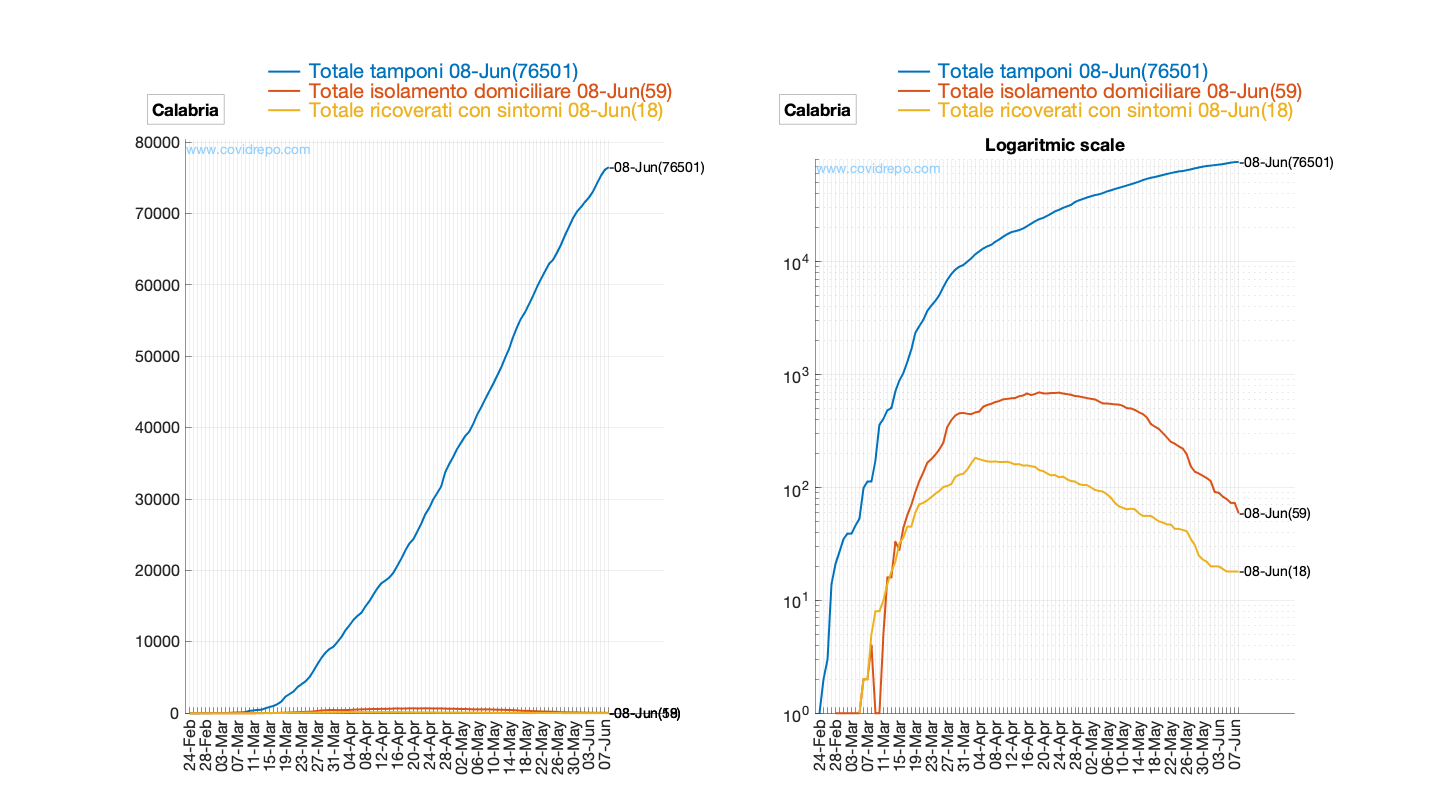 Totale tamponi 08-Jun(76501)
Totale isolamento domiciliare 08-Jun(59)
Totale ricoverati con sintomi 08-Jun(18)
Calabria
www.covidrepo.com
80000
70000
60000
50000
40000
30000
20000
10000
0
08-Jun(76501)
24-Feb
28-Feb
03-Mar
07-Mar
11-Mar
15-Mar
19-Mar
23-Mar
27-Mar
31-Mar
04-Apr
08-Apr
12-Apr
16-Apr
20-Apr
24-Apr
28-Apr
02-May
06-May
10-May
14-May
18-May
22-May
26-May
30-May
03-Jun
07-Jun
Totale tamponi 08-Jun(76501)
Totale isolamento domiciliare 08-Jun(59)
Totale ricoverati con sintomi 08-Jun(18)
Calabria
Logaritmic scale
www.covidrepo.com
10^4
10^3
10^2
10^1
10^0
08-Jun(76501)
08-Jun(59)
08-Jun(18)
24-Feb
28-Feb
03-Mar
07-Mar
11-Mar
15-Mar
19-Mar
23-Mar
27-Mar
31-Mar
04-Apr
08-Apr
12-Apr
16-Apr
20-Apr
24-Apr
28-Apr
02-May
06-May
10-May
14-May
18-May
22-May
26-May
30-May
03-Jun
07-Jun